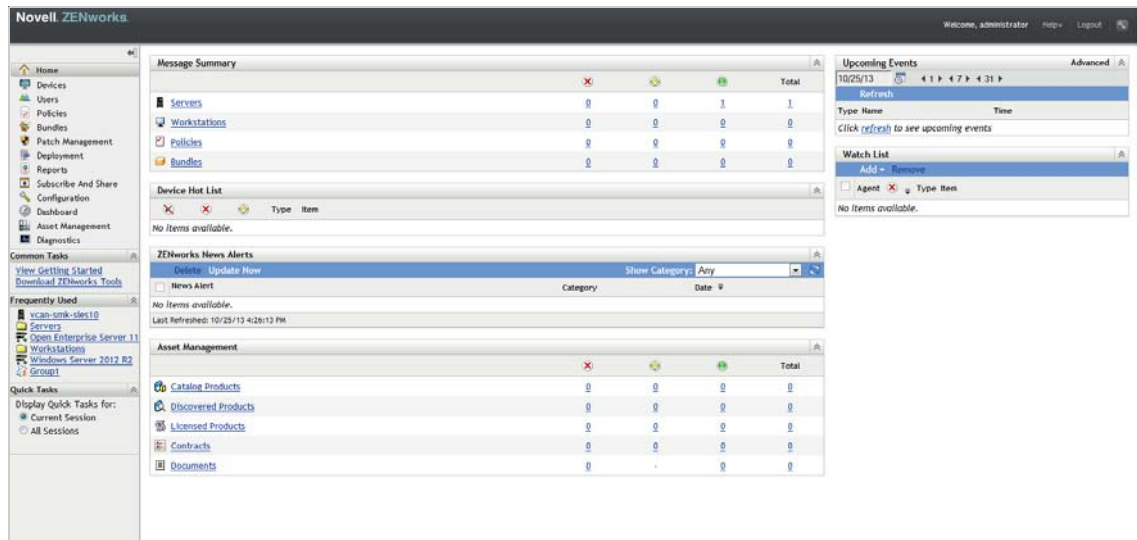 Novell. ZENworks.
Welcome, administrator Help Logout
Home
Devices
Users
Policies
Bundles
Patch Management
Deployment
Reports
Subscribe And Share
Configuration
Dashboard
Asset Management
Diagnostics
Common Tasks
View Getting Started
Download ZENworks Tools
Frequently Used
vcan-smk-sles10
Servers
Open Enterprise Server 11
Workstations
Windows Server 2012 R2
Group1
Quick Tasks
Display Quick Tasks for:
Current Session
All Sessions
Message Summary
Total
Servers 0 0 1 1
Workstations 0 0 0 0
Policies 0 0 0 0
Bundles 0 0 0 0
Device Hot List
Type Item
No items available.
ZENworks News Alerts
Delete Update Now Show Category: Any
News Alert Category Date
No items available.
Last Refreshed: 10/25/13 4:26:13 PM
Asset Management
Total
Catalog Products 0 0 0 0
Discovered Products 0 0 0 0
Licensed Products 0 0 0 0
Contracts 0 0 0 0
Documents 0 - 0 0
Upcoming Events Advanced
10/25/13 1 7 31
Refresh
Type Name Time
Click refresh to see upcoming events
Watch List
Add Remove
Agent Type Item
No items available.